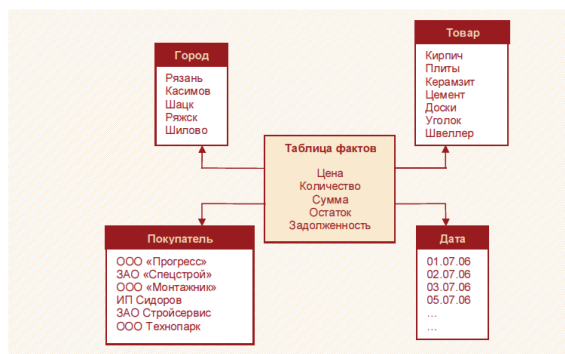 Город
Рязань
Касимов
Шацк
Ряжск
Шилово
Товар
Кирпич
Плиты
Керамзит
Цемент
Доски
Уголок
Швеллер
Таблица фактов
Цена
Количество
Сумма
Остаток
Задолженность
Покупатель
ООО «Прогресс»
ЗАО «Спецстрой»
ООО «Монтажник»
ИП Сидоров
ЗАО Стройсервис
ООО Технопарк
Дата
01.07.06
02.07.06
03.07.06
05.07.06
...
...